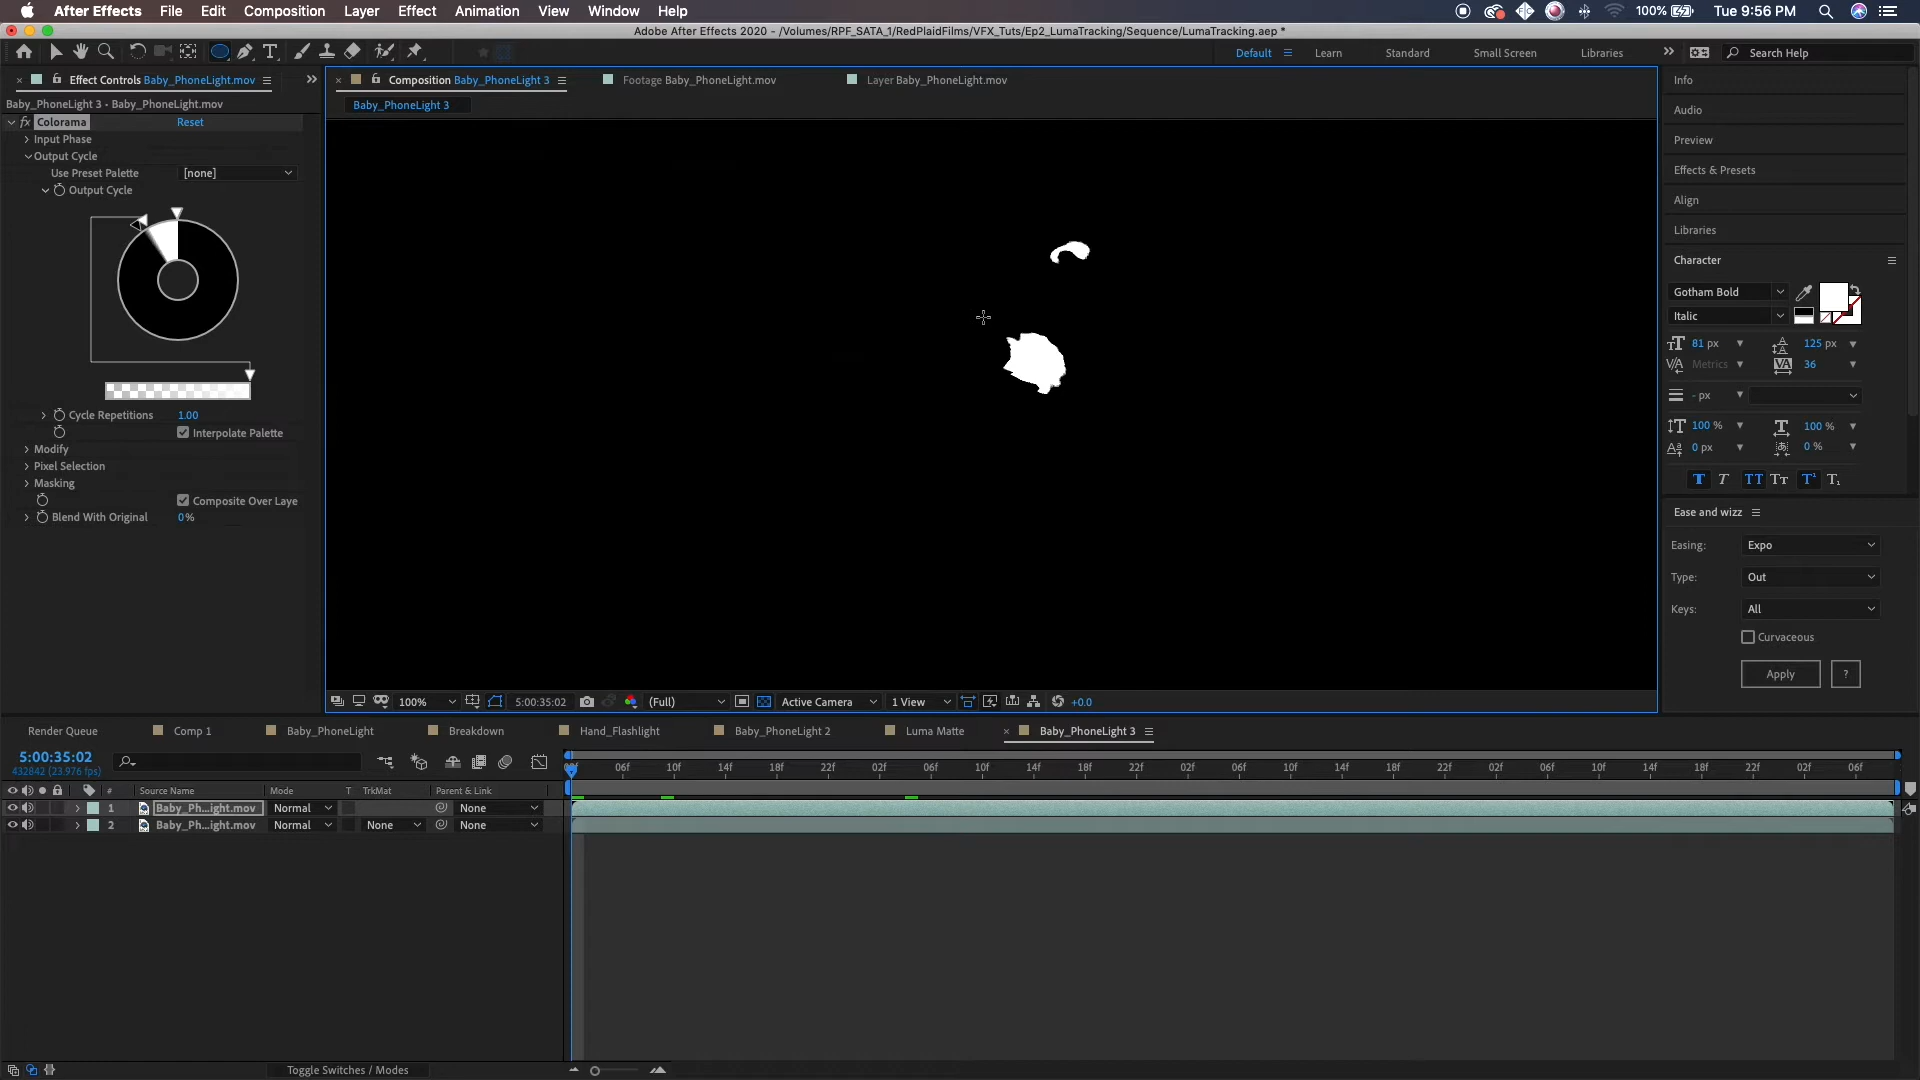 After Effects File Edit Composition Layer Effect Animation View Window Help
100% Tue 9:56 PM
Adobe After Effects 2020 - /Volumes/RPF_SATA_1/RedPlaidFilms/VFX_Tuts/Ep2_LumaTracking/Sequence/LumaTracking.aep *
Default Learn Standard Small Screen Libraries Search Help
Effect Controls Baby_PhoneLight.mov
Composition Baby_PhoneLight 3 Footage Baby_PhoneLight.mov Layer Baby_PhoneLight.mov
Baby_PhoneLight 3 • Baby_PhoneLight.mov
Baby_PhoneLight 3
fx Colorama Reset
Input Phase
Output Cycle
Use Preset Palette [none]
Output Cycle
Cycle Repetitions 1.00
Interpolate Palette
Modify
Pixel Selection
Masking
Composite Over Laye
Blend With Original 0%
Info
Audio
Preview
Effects & Presets
Align
Libraries
Character
Gotham Bold
Italic
81 px 125 px
Metrics 36
- px
100 % 100 %
0 px 0 %
Ease and wizz
Easing: Expo
Type: Out
Keys: All
Curvaceous
Apply ?
100% 5:00:35:02 (Full) Active Camera 1 View +0.0
Render Queue Comp 1 Baby_PhoneLight Breakdown Hand_Flashlight Baby_PhoneLight 2 Luma Matte Baby_PhoneLight 3
5:00:35:02
432842 (23.976 fps)
06f 10f 14f 18f 22f 02f 06f 10f 14f 18f 22f 02f 06f 10f 14f 18f 22f 02f 06f 10f 14f 18f 22f 02f 06f
# Source Name Mode T TrkMat Parent & Link
1 Baby_Ph...ight.mov Normal None
2 Baby_Ph...ight.mov Normal None None
Toggle Switches / Modes